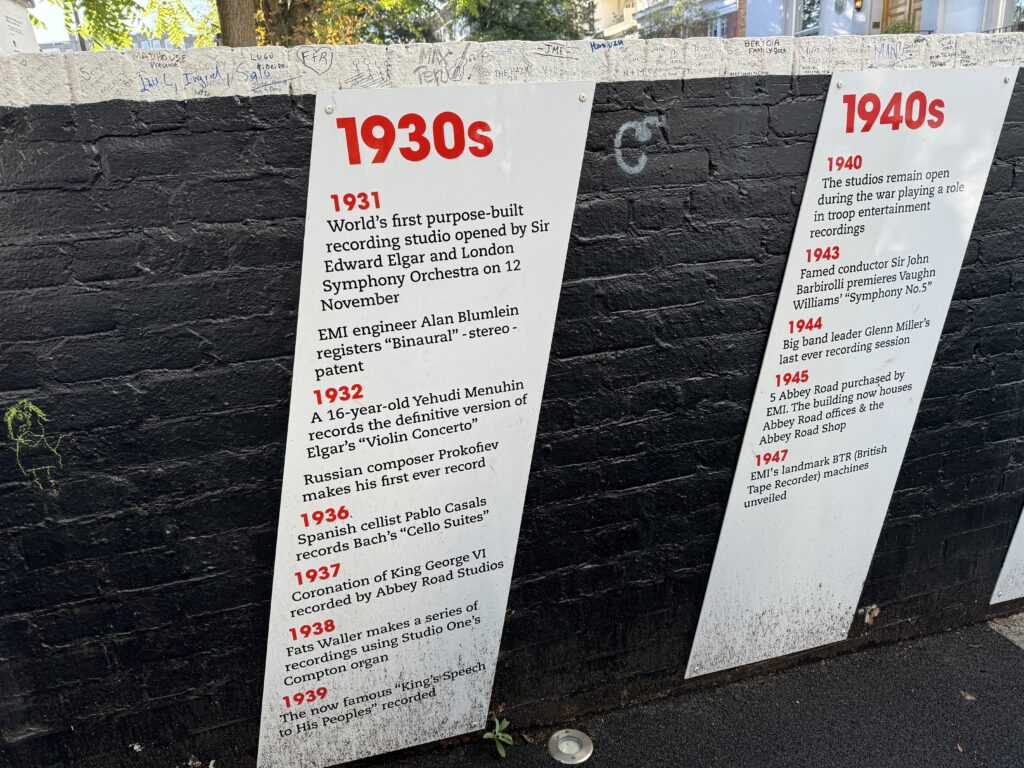 MADHOUSE
LUGU
F+R
MAX
JME
BERTOIA
FAMILY
MANU
Ingrid,
1930s
1931
World's first purpose-built
recording studio opened by Sir
Edward Elgar and London
Symphony Orchestra on 12
November
EMI engineer Alan Blumlein
registers "Binaural" - stereo -
patent
1932
A 16-year-old Yehudi Menuhin
records the definitive version of
Elgar's "Violin Concerto"
Russian composer Prokofiev
makes his first ever record
1936
Spanish cellist Pablo Casals
records Bach's "Cello Suites"
1937
Coronation of King George VI
recorded by Abbey Road Studios
1938
Fats Waller makes a series of
recordings using Studio One's
Compton organ
1939
The now famous "King's Speech
to His Peoples" recorded
1940s
1940
The studios remain open
during the war playing a role
in troop entertainment
recordings
1943
Famed conductor Sir John
Barbirolli premieres Vaughn
Williams' "Symphony No.5"
1944
Big band leader Glenn Miller's
last ever recording session
1945
5 Abbey Road purchased by
EMI. The building now houses
Abbey Road offices & the
Abbey Road Shop
1947
EMI's landmark BTR (British
Tape Recorder) machines
unveiled